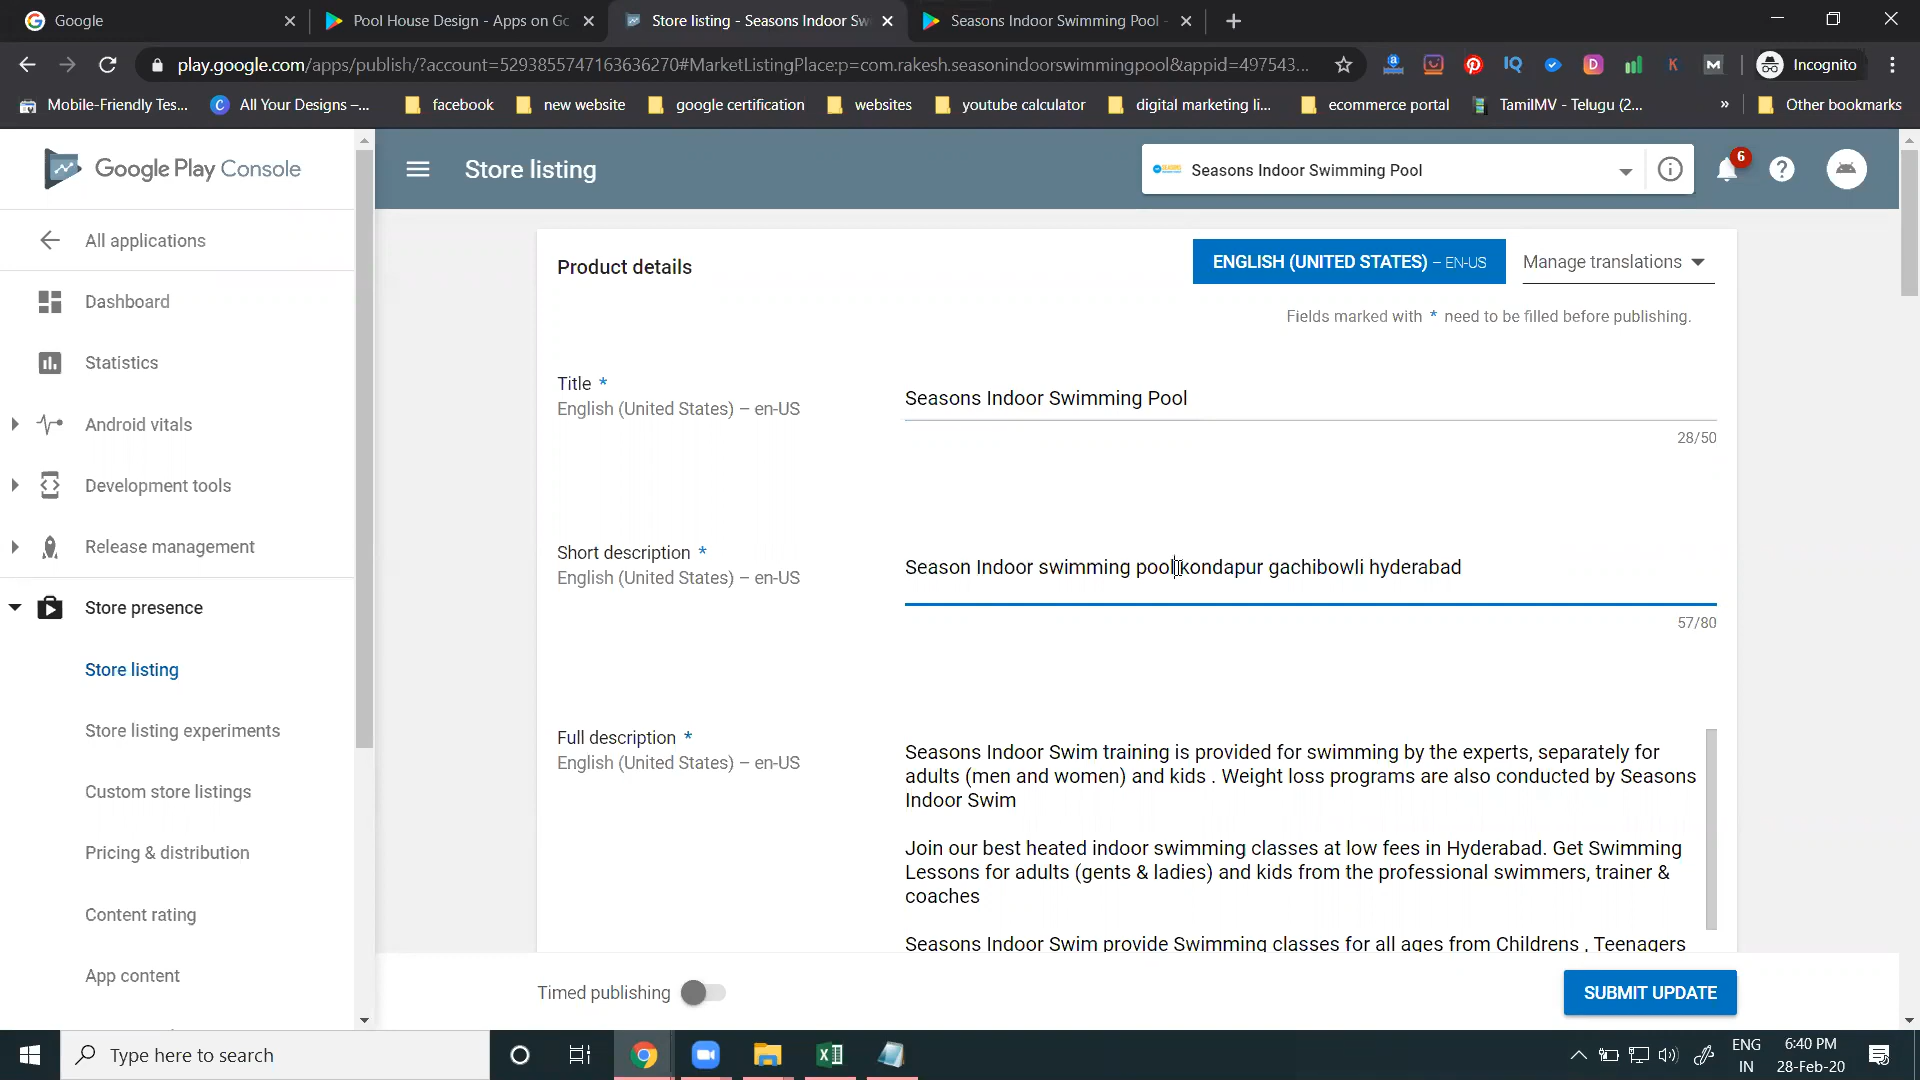 Google
Pool House Design - Apps on Go
Store listing - Seasons Indoor Sw
Seasons Indoor Swimming Pool -
play.google.com/apps/publish/?account=5293855747163636270#MarketListingPlace:p=com.rakesh.seasonindoorswimmingpool&appid=497543...
Incognito
Mobile-Friendly Tes...
All Your Designs –...
facebook
new website
google certification
websites
youtube calculator
digital marketing li...
ecommerce portal
TamilMV - Telugu (2...
»
Other bookmarks
Google Play Console
Store listing
Seasons Indoor Swimming Pool
6
All applications
Dashboard
Statistics
Android vitals
Development tools
Release management
Store presence
Store listing
Store listing experiments
Custom store listings
Pricing & distribution
Content rating
App content
Product details
ENGLISH (UNITED STATES) – EN-US
Manage translations
Fields marked with * need to be filled before publishing.
Title *
English (United States) – en-US
Seasons Indoor Swimming Pool
28/50
Short description *
English (United States) – en-US
Season Indoor swimming pool kondapur gachibowli hyderabad
57/80
Full description *
English (United States) – en-US
Seasons Indoor Swim training is provided for swimming by the experts, separately for
adults (men and women) and kids . Weight loss programs are also conducted by Seasons
Indoor Swim
Join our best heated indoor swimming classes at low fees in Hyderabad. Get Swimming
Lessons for adults (gents & ladies) and kids from the professional swimmers, trainer &
coaches
Seasons Indoor Swim provide Swimming classes for all ages from Childrens , Teenagers
Timed publishing
SUBMIT UPDATE
Type here to search
ENG
IN
6:40 PM
28-Feb-20